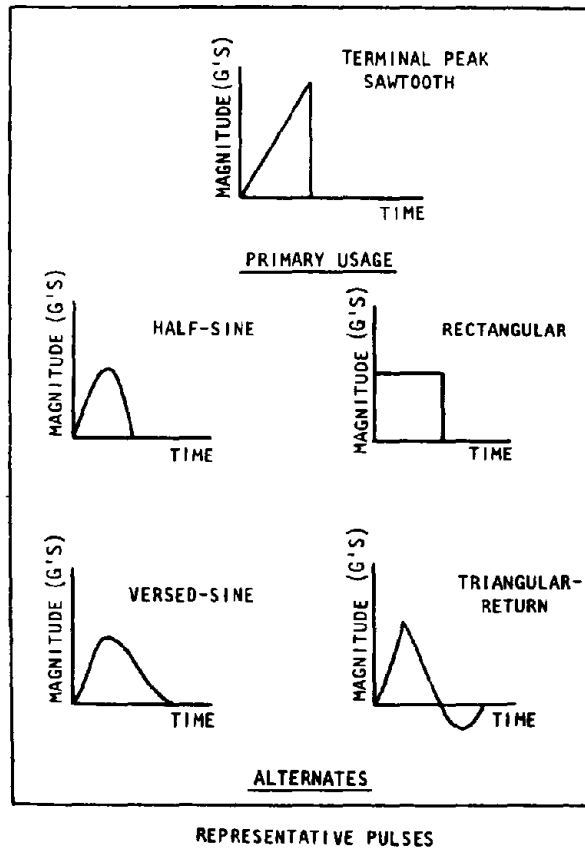 TERMINAL PEAK
SAWTOOTH
MAGNITUDE (G'S)
TIME
PRIMARY USAGE
HALF-SINE
MAGNITUDE (G'S)
TIME
RECTANGULAR
MAGNITUDE (G'S)
TIME
VERSED-SINE
MAGNITUDE (G'S)
TIME
TRIANGULAR-
RETURN
MAGNITUDE (G'S)
TIME
ALTERNATES
REPRESENTATIVE PULSES